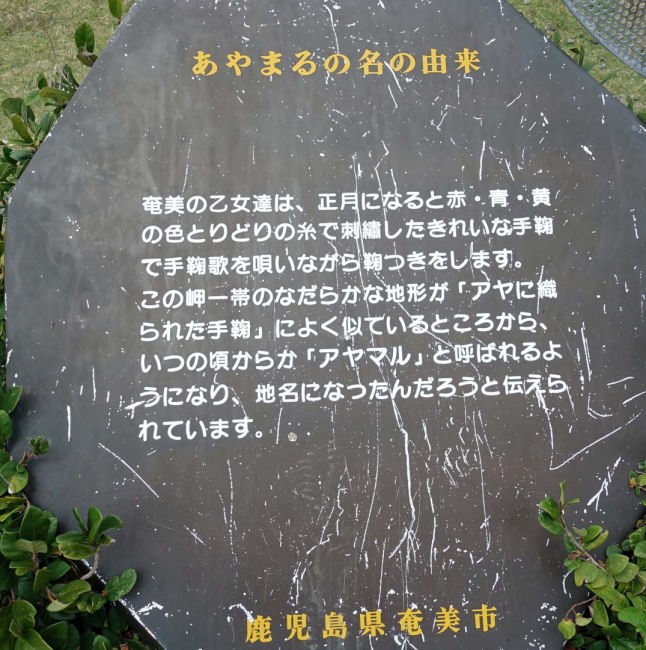 あやまるの名の由来
奄美の乙女達は、正月になると赤・青・黄
の色とりどりの糸で刺繡したきれいな手鞠
で手鞠歌を唄いながら鞠つきをします。
この岬一帯のなだらかな地形が「アヤに織
られた手鞠」によく似ているところから、
いつの頃からか「アヤマル」と呼ばれるよ
うになり、地名になったんだろうと伝えら
れています。
鹿児島県奄美市